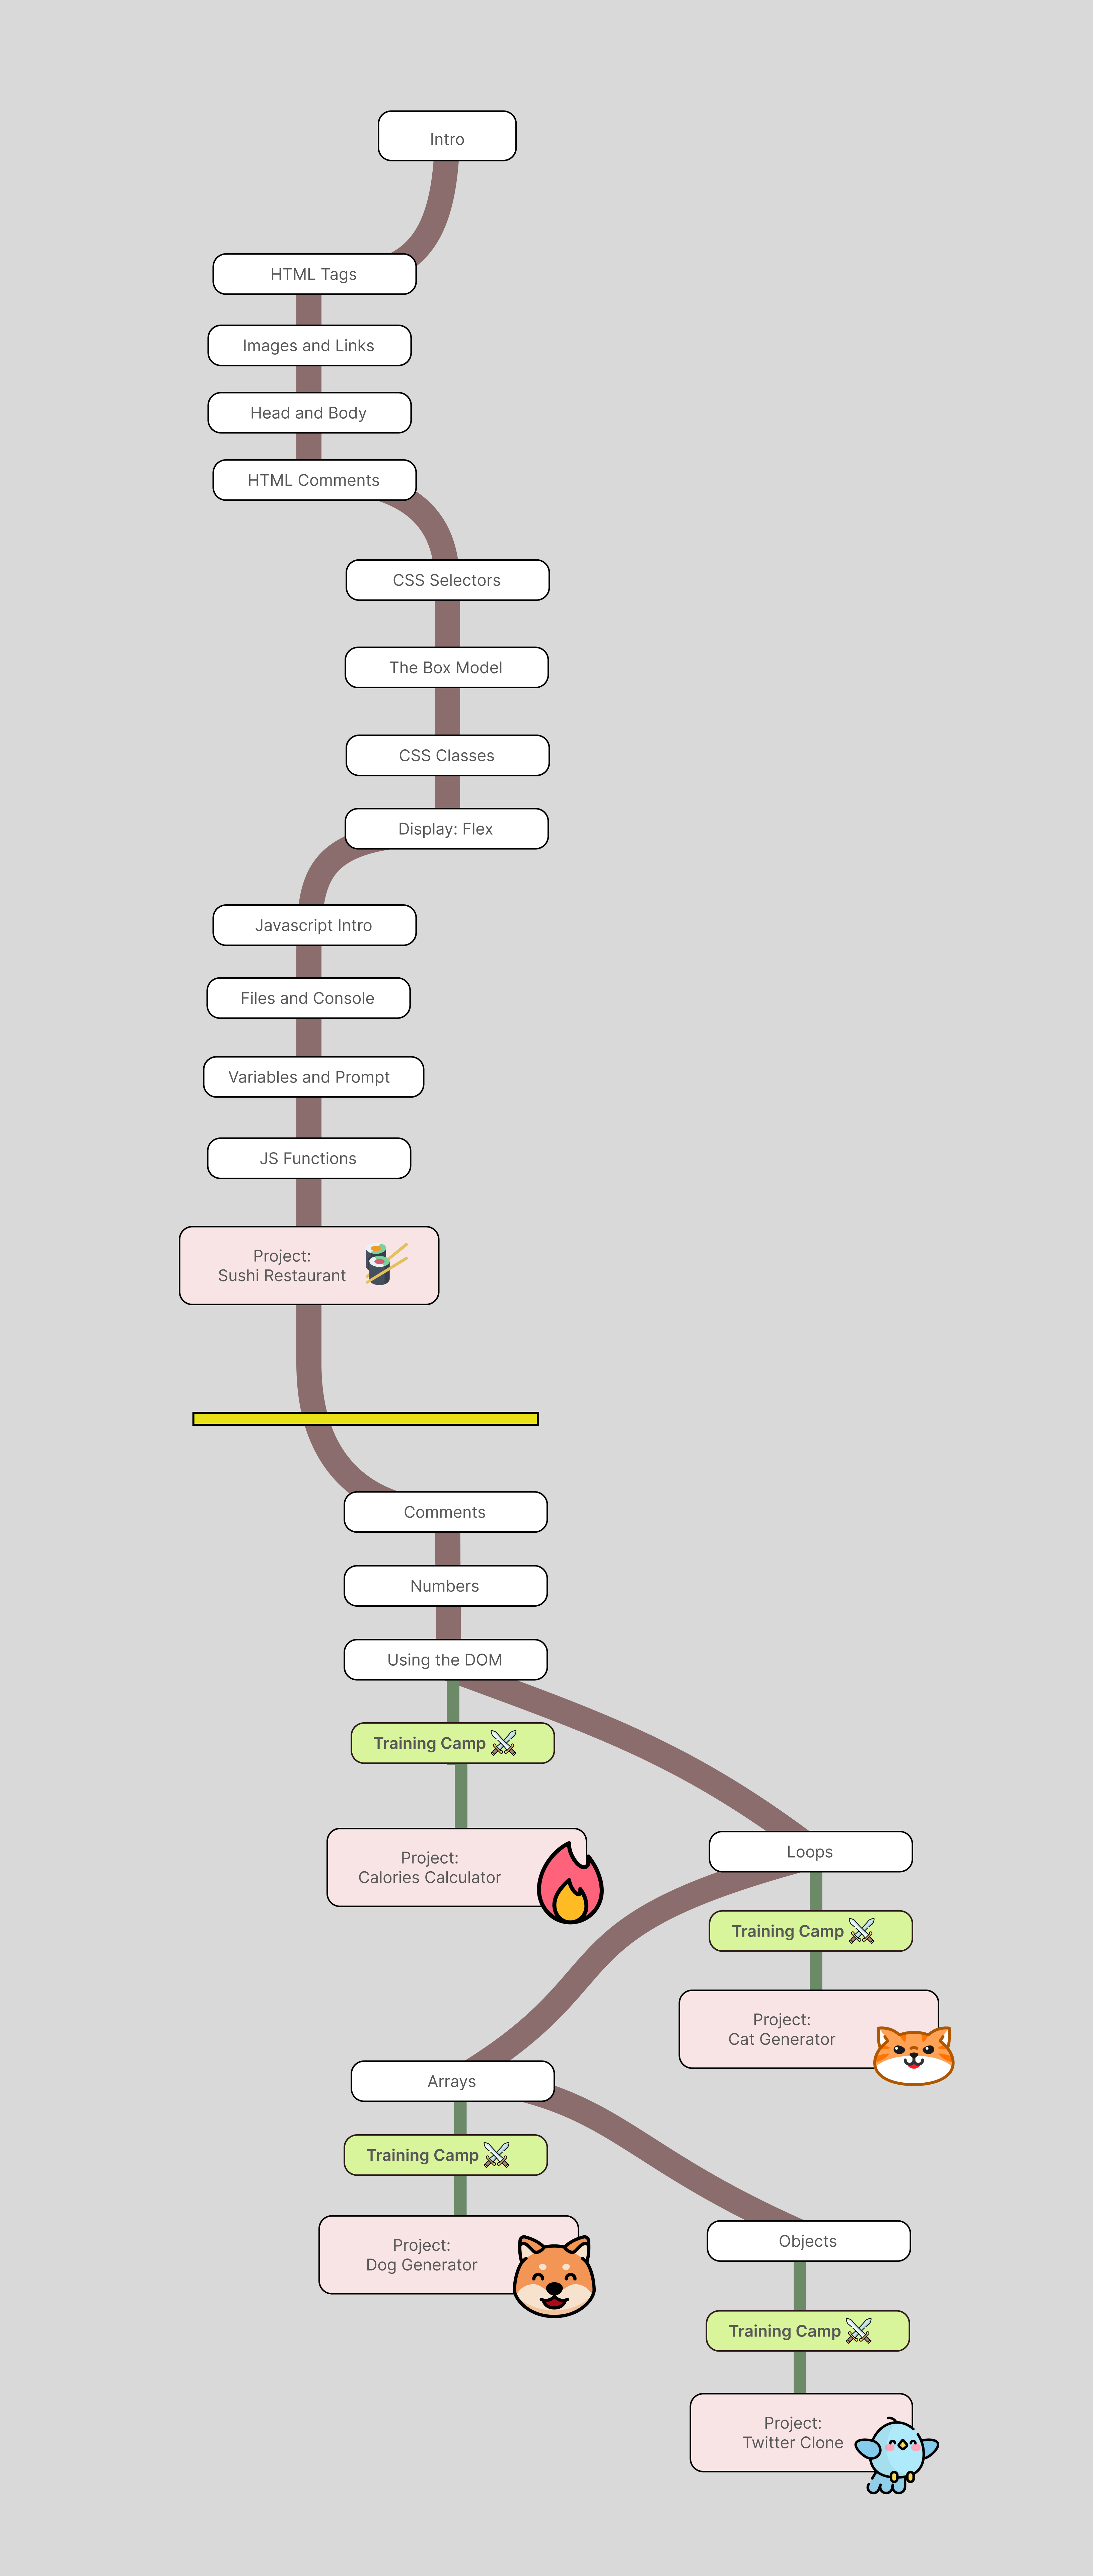 Intro
HTML Tags
Images and Links
Head and Body
HTML Comments
CSS Selectors
The Box Model
CSS Classes
Display: Flex
Javascript Intro
Files and Console
Variables and Prompt
JS Functions
Project:
Sushi Restaurant
Comments
Numbers
Using the DOM
Training Camp
Project:
Calories Calculator
Loops
Training Camp
Project:
Cat Generator
Arrays
Training Camp
Project:
Dog Generator
Objects
Training Camp
Project:
Twitter Clone